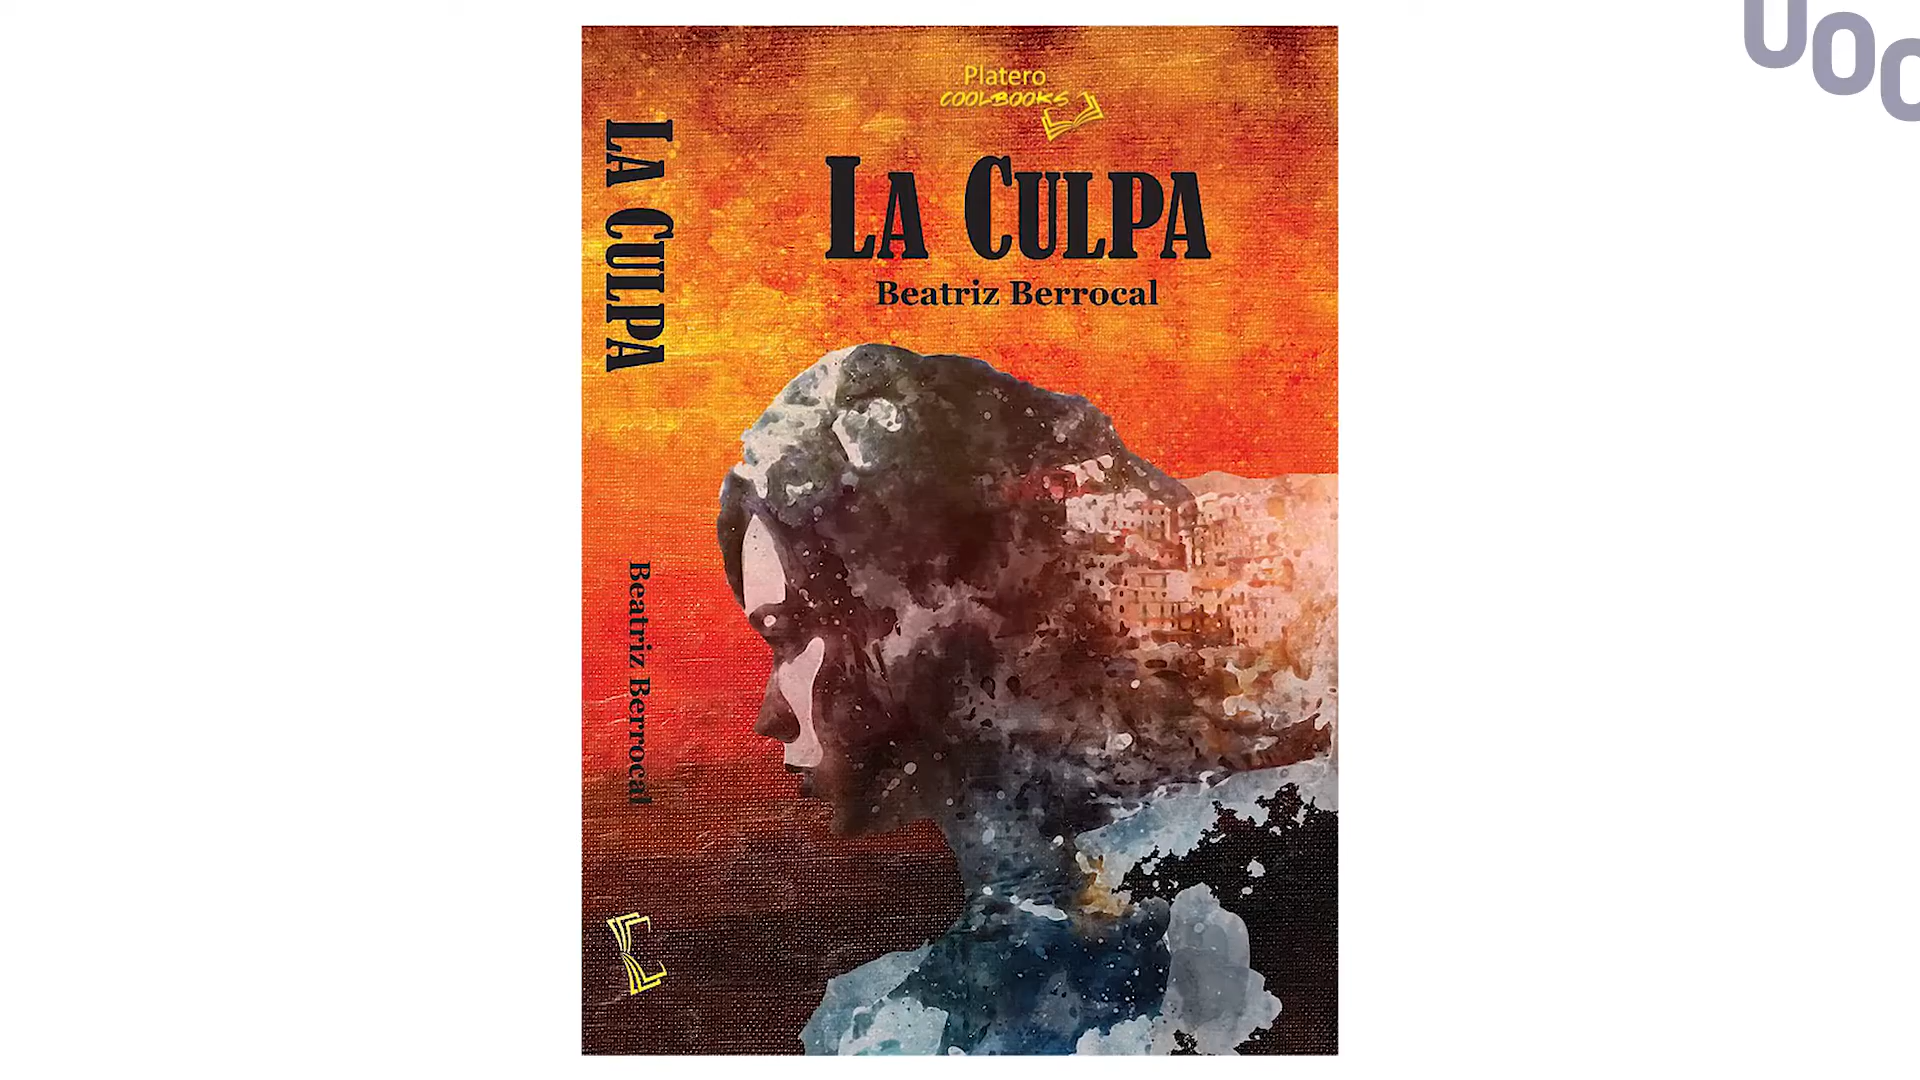 UOC
Platero
COOLBOOKS
LA CULPA
Beatriz Berrocal
LA CULPA
Beatriz Berrocal